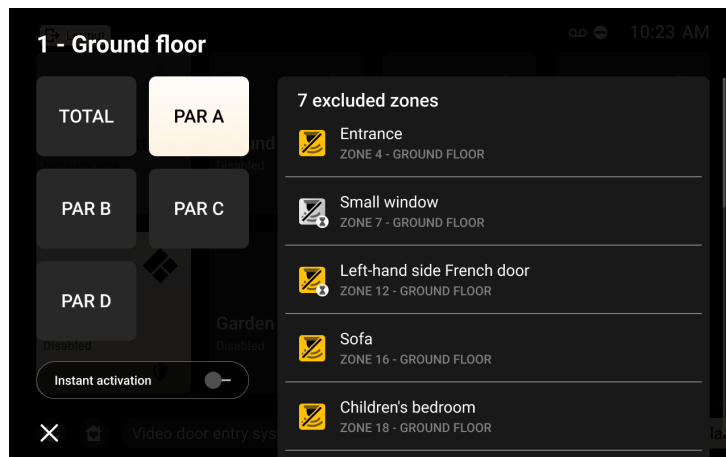 Logout
10:23 AM
1 - Ground floor
TOTAL
PAR A
PAR B
PAR C
PAR D
Disabled
Garden
Disabled
Disabled
Instant activation
Video door entry sys
7 excluded zones
Entrance
ZONE 4 - GROUND FLOOR
Small window
ZONE 7 - GROUND FLOOR
Left-hand side French door
ZONE 12 - GROUND FLOOR
Sofa
ZONE 16 - GROUND FLOOR
Children's bedroom
ZONE 18 - GROUND FLOOR